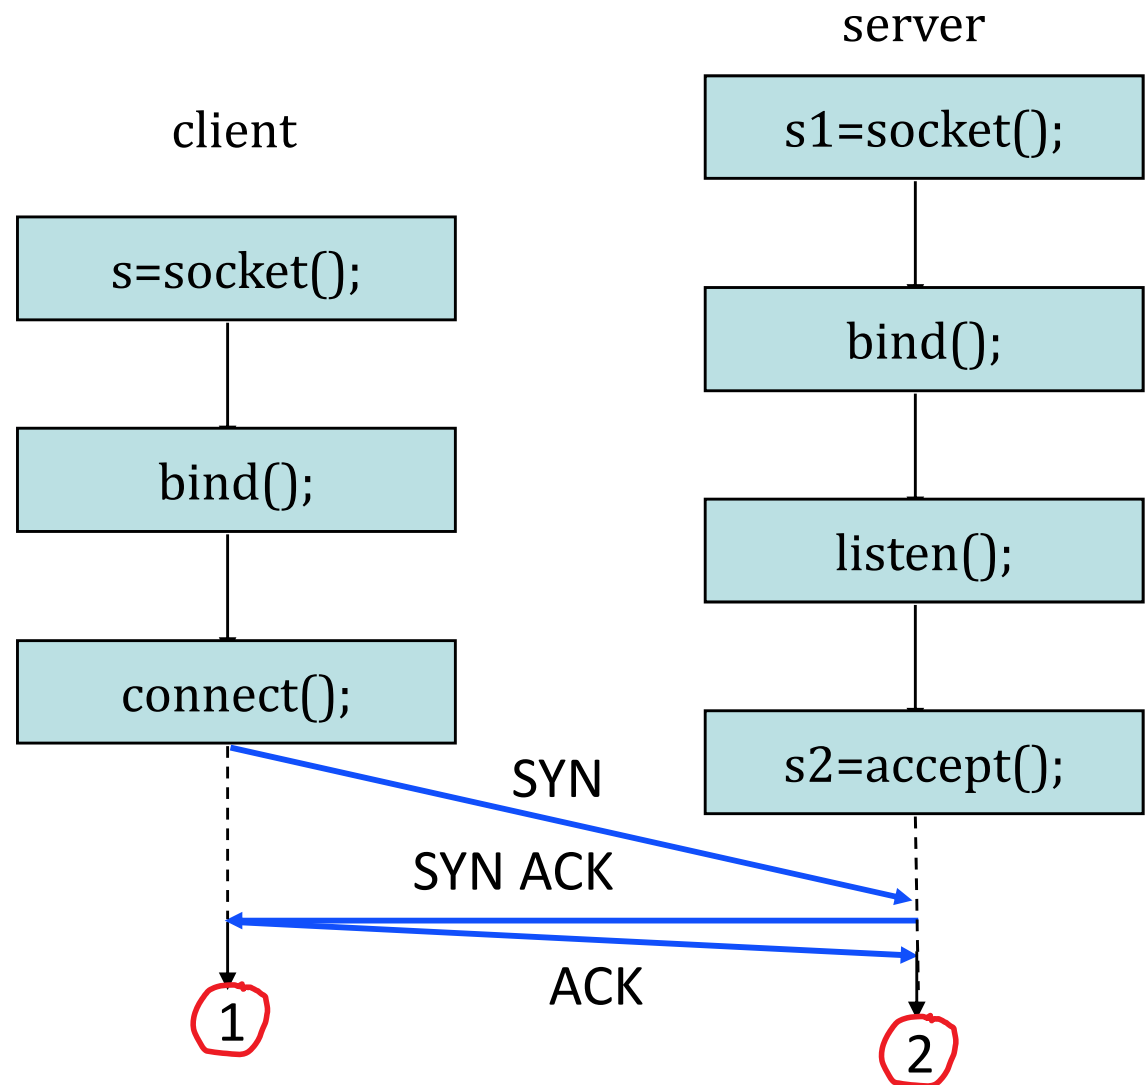 server
s1=socket();
client
s=socket();
bind();
bind();
listen();
connect();
s2=accept();
SYN
SYN ACK
ACK
1
2